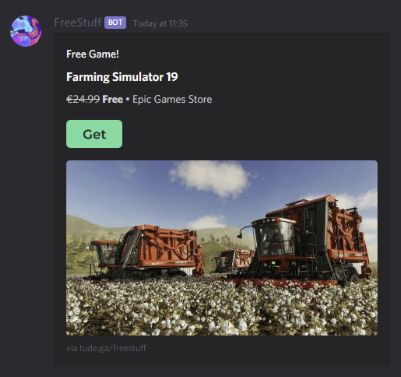 FreeStuff BOT Today at 11:35
Free Game!
Farming Simulator 19
€24.99 Free • Epic Games Store
Get
via tude.ga/freestuff